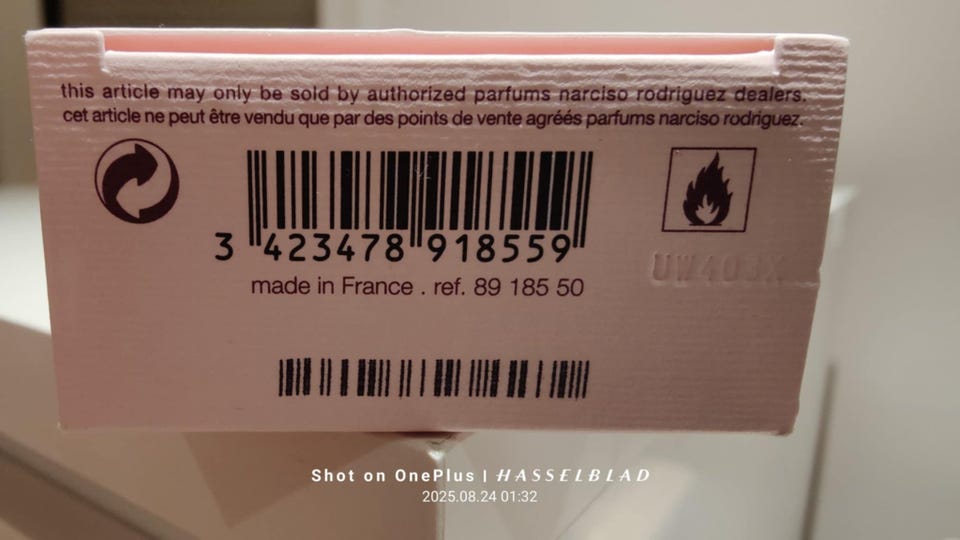 this article may only be sold by authorized parfums narciso rodriguez dealers.
cet article ne peut être vendu que par des points de vente agréés parfums narciso rodriguez.
3 423478 918559
UW403X
made in France . ref. 89 185 50
Shot on OnePlus | HASSELBLAD
2025.08.24 01:32